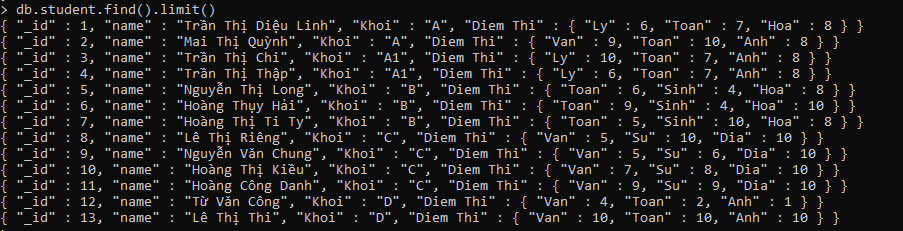 > db.student.find().limit()
{ "_id" : 1, "name" : "Trần Thị Diệu Linh", "Khoi" : "A", "Diem Thi" : { "Ly" : 6, "Toan" : 7, "Hoa" : 8 } }
{ "_id" : 2, "name" : "Mai Thị Quỳnh", "Khoi" : "A", "Diem Thi" : { "Van" : 9, "Toan" : 10, "Anh" : 8 } }
{ "_id" : 3, "name" : "Trần Thị Chi", "Khoi" : "A1", "Diem Thi" : { "Ly" : 10, "Toan" : 7, "Anh" : 8 } }
{ "_id" : 4, "name" : "Trần Thị Thập", "Khoi" : "A1", "Diem Thi" : { "Ly" : 6, "Toan" : 7, "Anh" : 8 } }
{ "_id" : 5, "name" : "Nguyễn Thị Long", "Khoi" : "B", "Diem Thi" : { "Toan" : 6, "Sinh" : 4, "Hoa" : 8 } }
{ "_id" : 6, "name" : "Hoàng Thụy Hải", "Khoi" : "B", "Diem Thi" : { "Toan" : 9, "Sinh" : 4, "Hoa" : 10 } }
{ "_id" : 7, "name" : "Hoàng Thị Ti Ty", "Khoi" : "B", "Diem Thi" : { "Toan" : 5, "Sinh" : 10, "Hoa" : 8 } }
{ "_id" : 8, "name" : "Lê Thị Riêng", "Khoi" : "C", "Diem Thi" : { "Van" : 5, "Su" : 10, "Dia" : 10 } }
{ "_id" : 9, "name" : "Nguyễn Văn Chung", "Khoi" : "C", "Diem Thi" : { "Van" : 5, "Su" : 6, "Dia" : 10 } }
{ "_id" : 10, "name" : "Hoàng Thị Kiều", "Khoi" : "C", "Diem Thi" : { "Van" : 7, "Su" : 8, "Dia" : 10 } }
{ "_id" : 11, "name" : "Hoàng Công Danh", "Khoi" : "C", "Diem Thi" : { "Van" : 9, "Su" : 9, "Dia" : 10 } }
{ "_id" : 12, "name" : "Từ Văn Công", "Khoi" : "D", "Diem Thi" : { "Van" : 4, "Toan" : 2, "Anh" : 1 } }
{ "_id" : 13, "name" : "Lê Thị Thi", "Khoi" : "D", "Diem Thi" : { "Van" : 10, "Toan" : 10, "Anh" : 10 } }